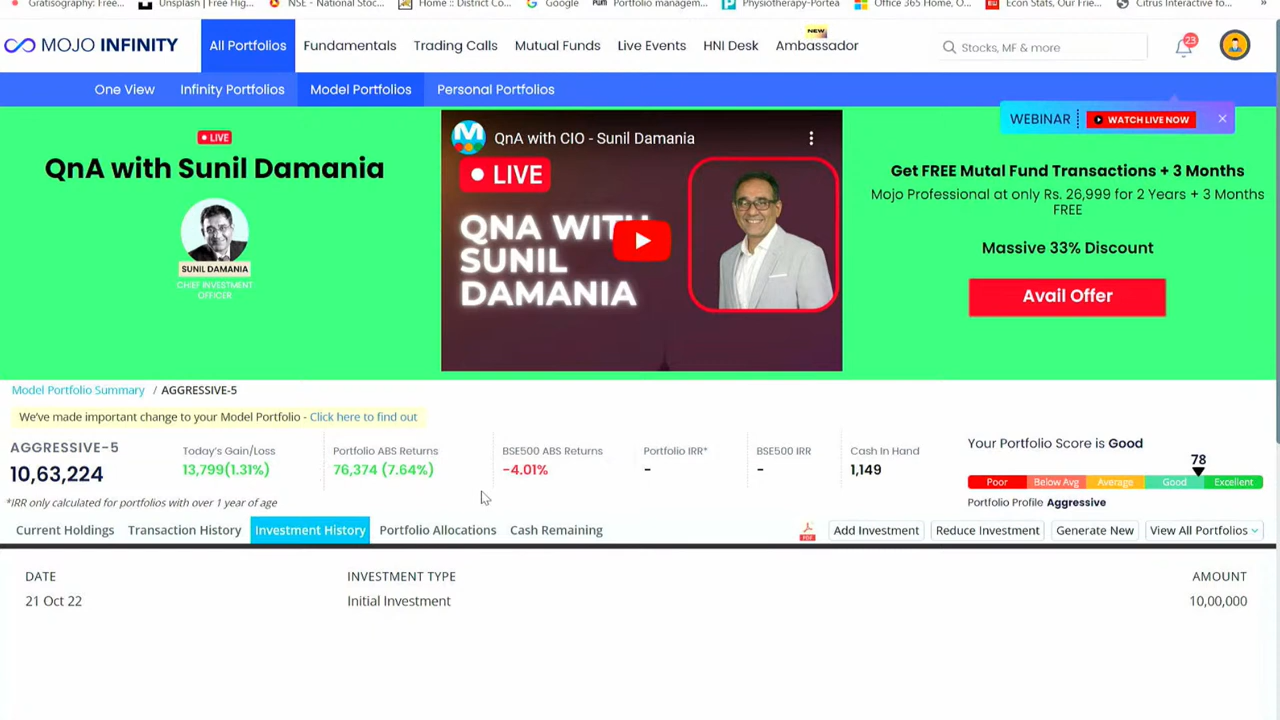 Gratisography: Free...
Unsplash | Free Hig...
NSE - National Stoc...
Home :: District Co...
Google
Portfolio managem...
Physiotherapy-Portea
Office 365 Home, O...
Econ Stats, Our Frie...
Citrus Interactive fo...
»
MOJO INFINITY
All Portfolios
Fundamentals
Trading Calls
Mutual Funds
Live Events
HNI Desk
NEW
Ambassador
Stocks, MF & more
23
One View
Infinity Portfolios
Model Portfolios
Personal Portfolios
WEBINAR
WATCH LIVE NOW
×
LIVE
QnA with Sunil Damania
SUNIL DAMANIA
CHIEF INVESTMENT
OFFICER
QnA with CIO - Sunil Damania
LIVE
QNA WITH
SUNIL
DAMANIA
Get FREE Mutal Fund Transactions + 3 Months
Mojo Professional at only Rs. 26,999 for 2 Years + 3 Months
FREE
Massive 33% Discount
Avail Offer
Model Portfolio Summary / AGGRESSIVE-5
We've made important change to your Model Portfolio - Click here to find out
AGGRESSIVE-5
10,63,224
Today's Gain/Loss
13,799(1.31%)
Portfolio ABS Returns
76,374 (7.64%)
BSE500 ABS Returns
-4.01%
Portfolio IRR*
-
BSE500 IRR
-
Cash In Hand
1,149
Your Portfolio Score is Good
78
Poor
Below Avg
Average
Good
Excellent
Portfolio Profile Aggressive
*IRR only calculated for portfolios with over 1 year of age
Current Holdings
Transaction History
Investment History
Portfolio Allocations
Cash Remaining
PDF
Add Investment
Reduce Investment
Generate New
View All Portfolios
DATE
INVESTMENT TYPE
AMOUNT
21 Oct 22
Initial Investment
10,00,000